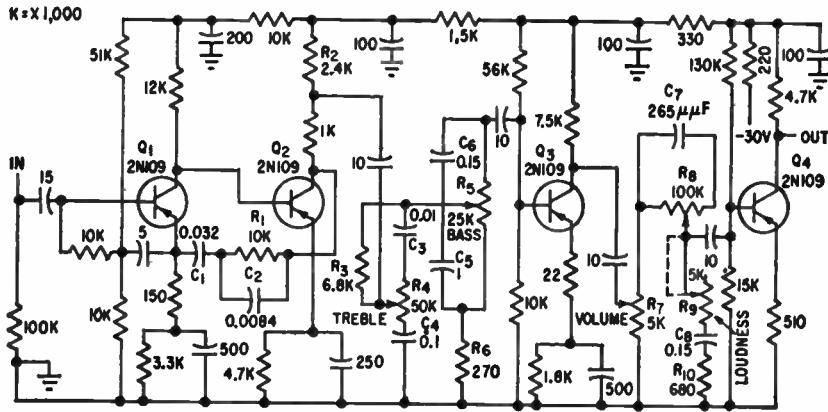 K=X1,000
51K
200
10K
R2
2.4K
100
1.5K
56K
100
330
130K
220
100
12K
1K
10
C6
0.15
10
7.5K
C7
265μμF
-30V
4.7K
OUT
IN
15
Q1
2N109
Q2
2N109
R5
25K
BASS
Q3
2N109
R8
100K
Q4
2N109
10K
5
0.032
C1
R1
10K
C2
0.0084
R3
6.8K
0.01
C3
C5
1
22
10
10
5K
R9
15K
100K
10K
150
TREBLE
R4
50K
C4
0.1
10K
VOLUME
R7
5K
C8
0.15
LOUDNESS
510
3.3K
500
4.7K
250
R6
270
1.8K
500
R10
680